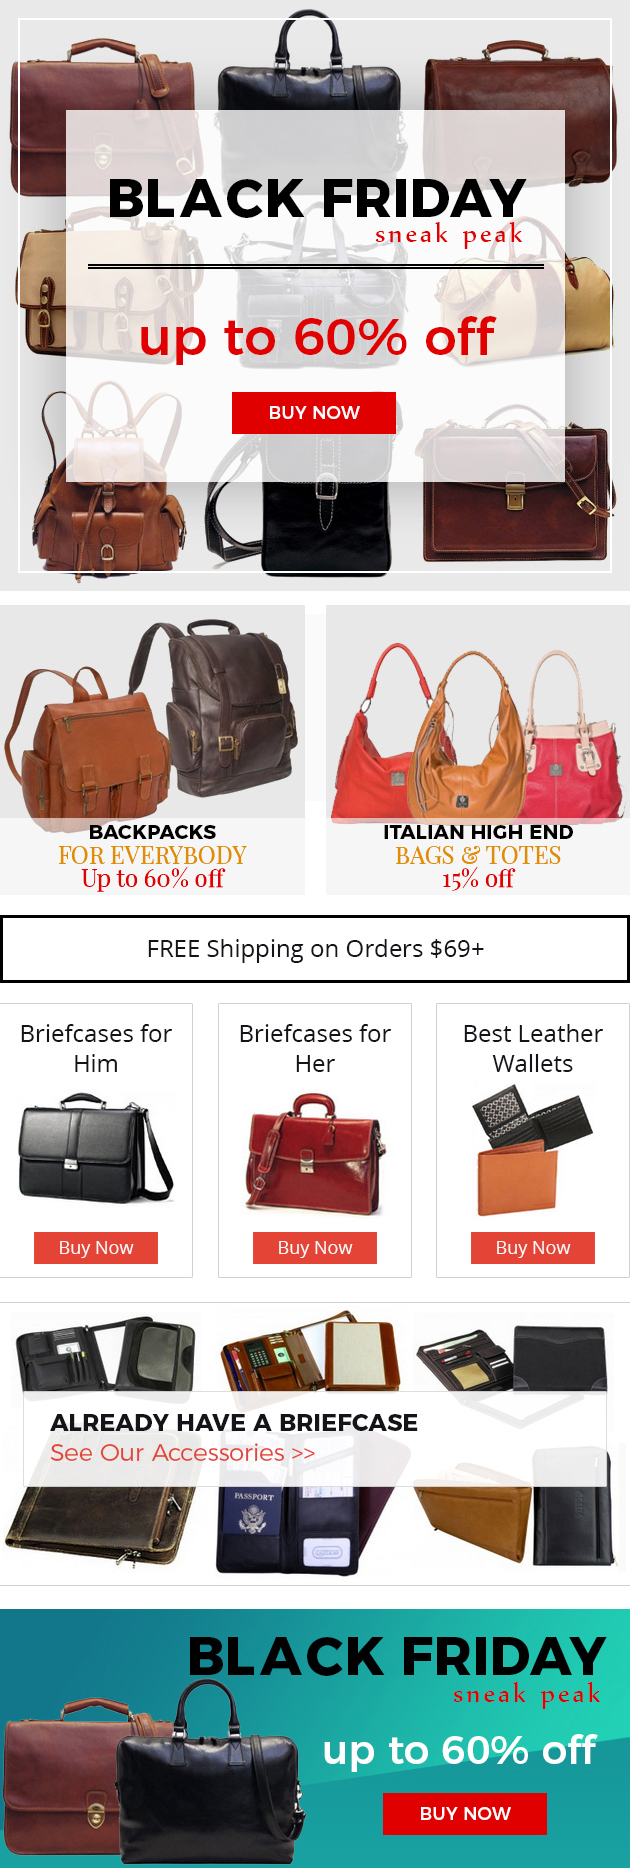 BLACK FRIDAY
sneak peak
up to 60% off
BUY NOW
BACKPACKS
FOR EVERYBODY
Up to 60% off
ITALIAN HIGH END
BAGS & TOTES
15% off
FREE Shipping on Orders $69+
Briefcases for
Him
Buy Now
Briefcases for
Her
Buy Now
Best Leather
Wallets
Buy Now
ALREADY HAVE A BRIEFCASE
See Our Accessories >>
PASSPORT
BLACK FRIDAY
sneak peak
up to 60% off
BUY NOW